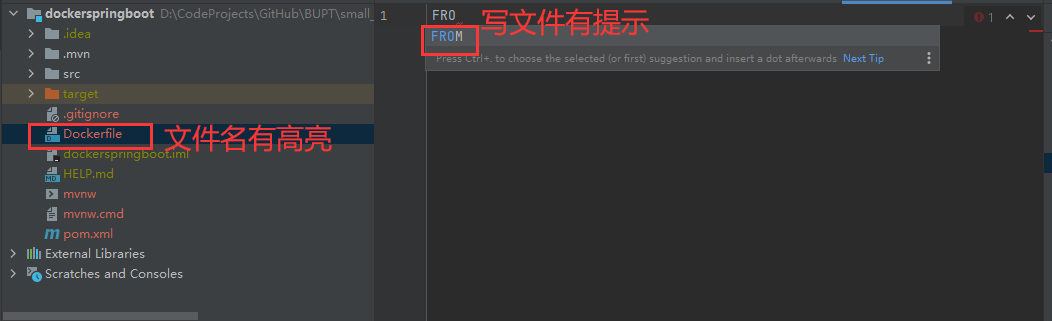 dockerspringboot D:\CodeProjects\GitHub\BUPT\small_
.idea
.mvn
src
target
.gitignore
Dockerfile
文件名有高亮
dockerspringboot.iml
HELP.md
mvnw
mvnw.cmd
pom.xml
External Libraries
Scratches and Consoles
1 FRO
写文件有提示
1
FROM
Press Ctrl+. to choose the selected (or first) suggestion and insert a dot afterwards Next Tip